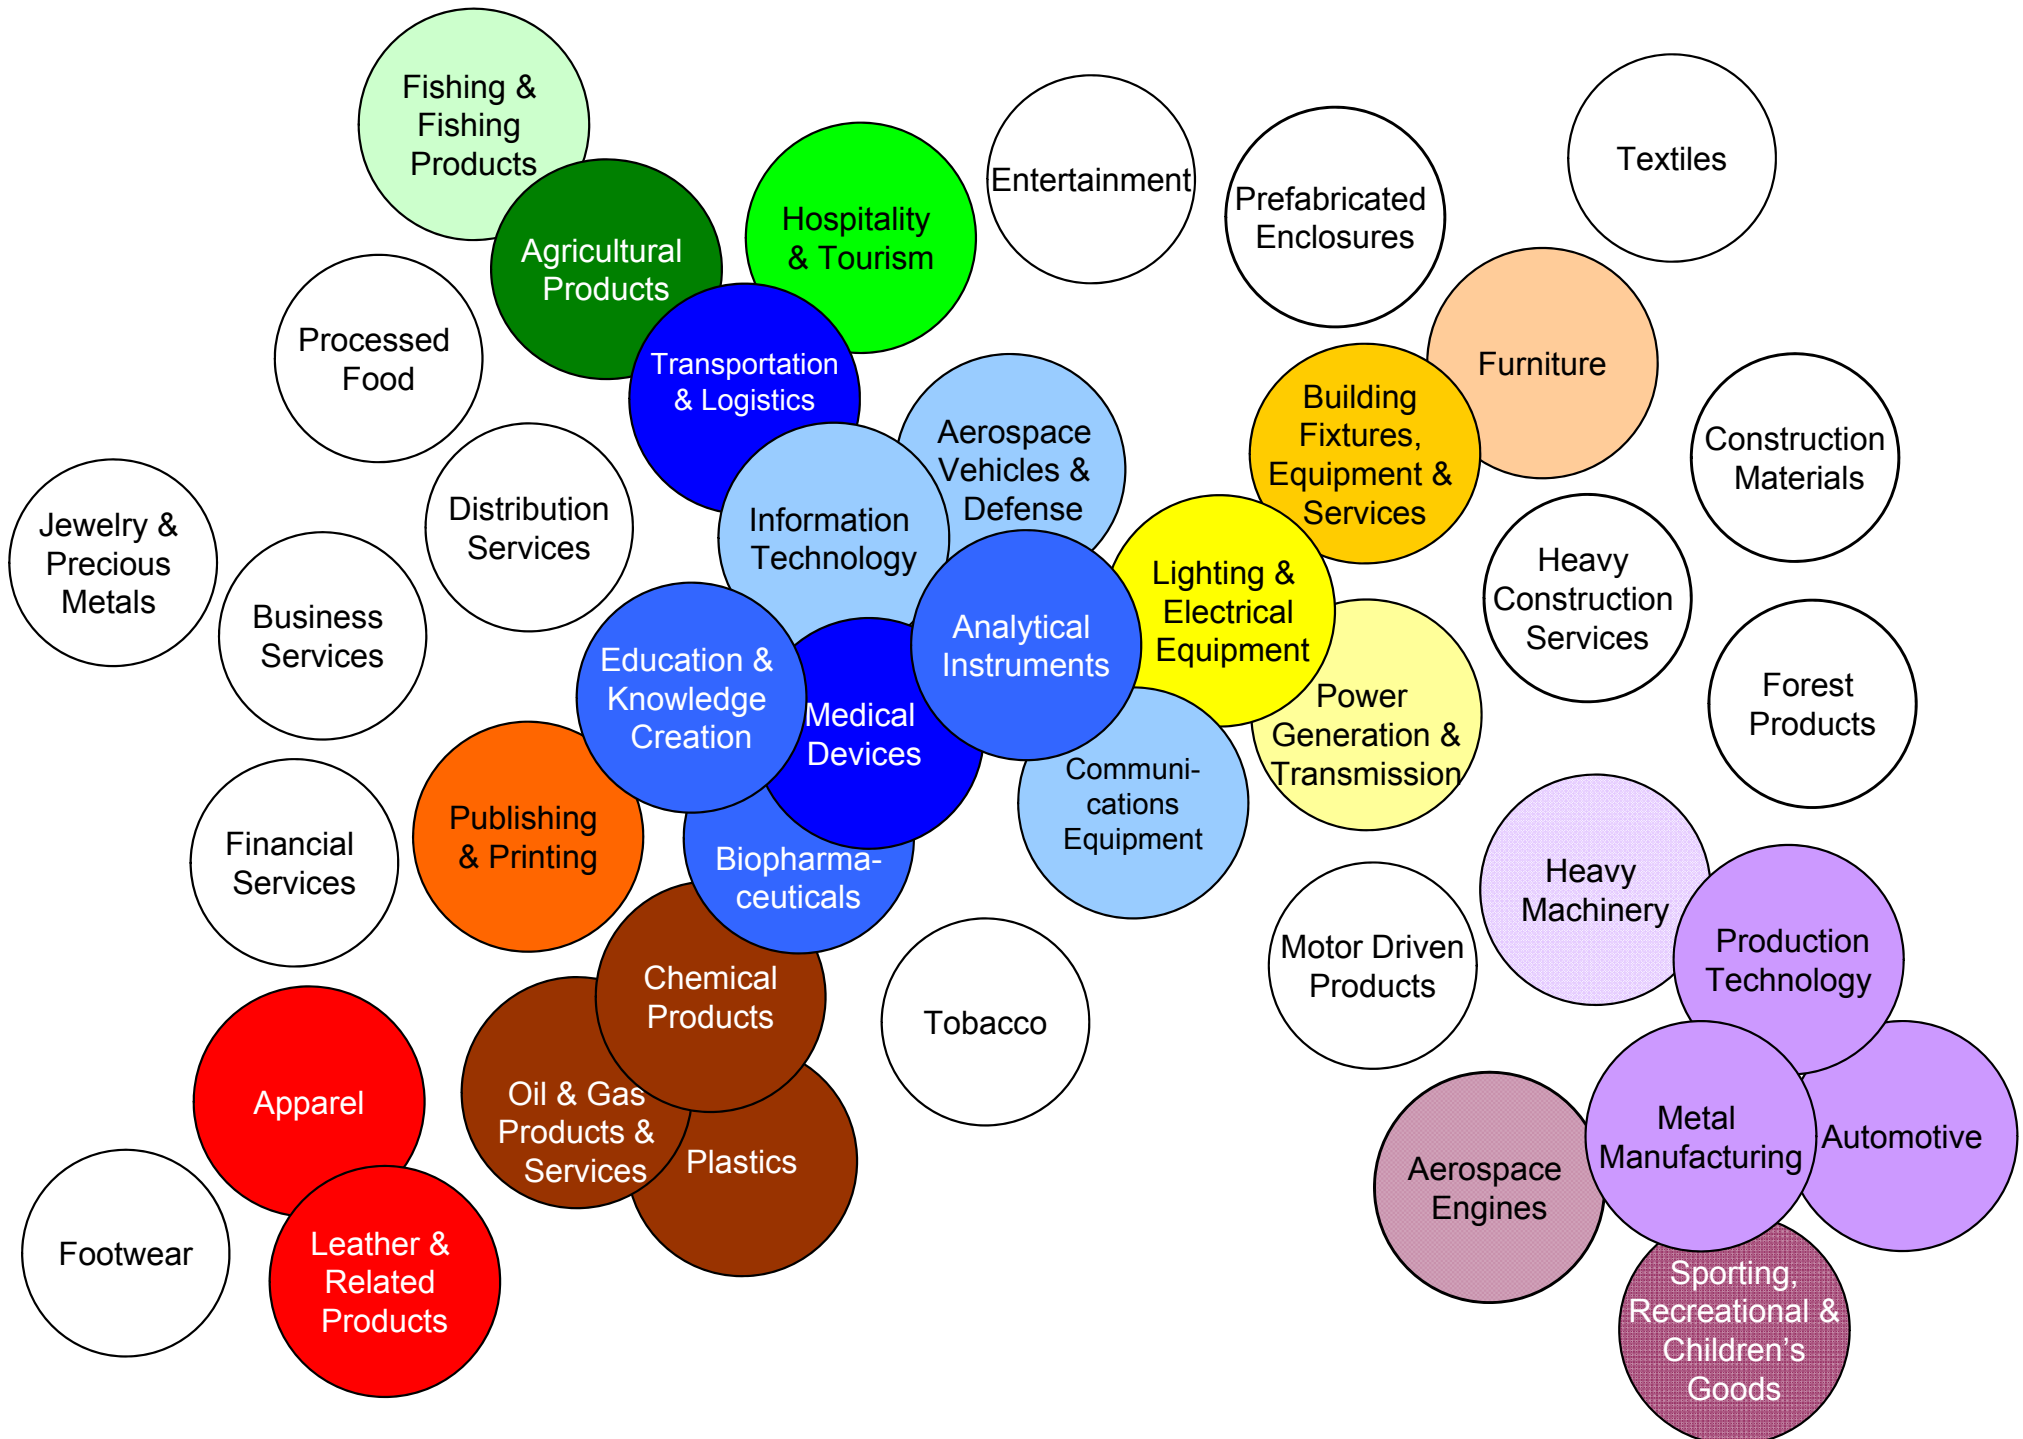 Fishing &
Fishing
Products
Entertainment
Textiles
Prefabricated
Enclosures
Hospitality
& Tourism
Agricultural
Products
Processed
Food
Transportation
& Logistics
Furniture
Building
Fixtures,
Equipment &
Services
Aerospace
Vehicles &
Defense
Construction
Materials
Distribution
Services
Information
Technology
Jewelry &
Precious
Metals
Heavy
Construction
Services
Lighting &
Electrical
Equipment
Business
Services
Analytical
Instruments
Education &
Knowledge
Creation
Forest
Products
Power
Generation &
Transmission
Medical
Devices
Communi-
cations
Equipment
Publishing
& Printing
Financial
Services
Biopharma-
ceuticals
Heavy
Machinery
Production
Technology
Motor Driven
Products
Chemical
Products
Tobacco
Apparel
Oil & Gas
Products &
Services
Plastics
Metal
Manufacturing
Automotive
Aerospace
Engines
Footwear
Leather &
Related
Products
Sporting,
Recreational &
Children's
Goods